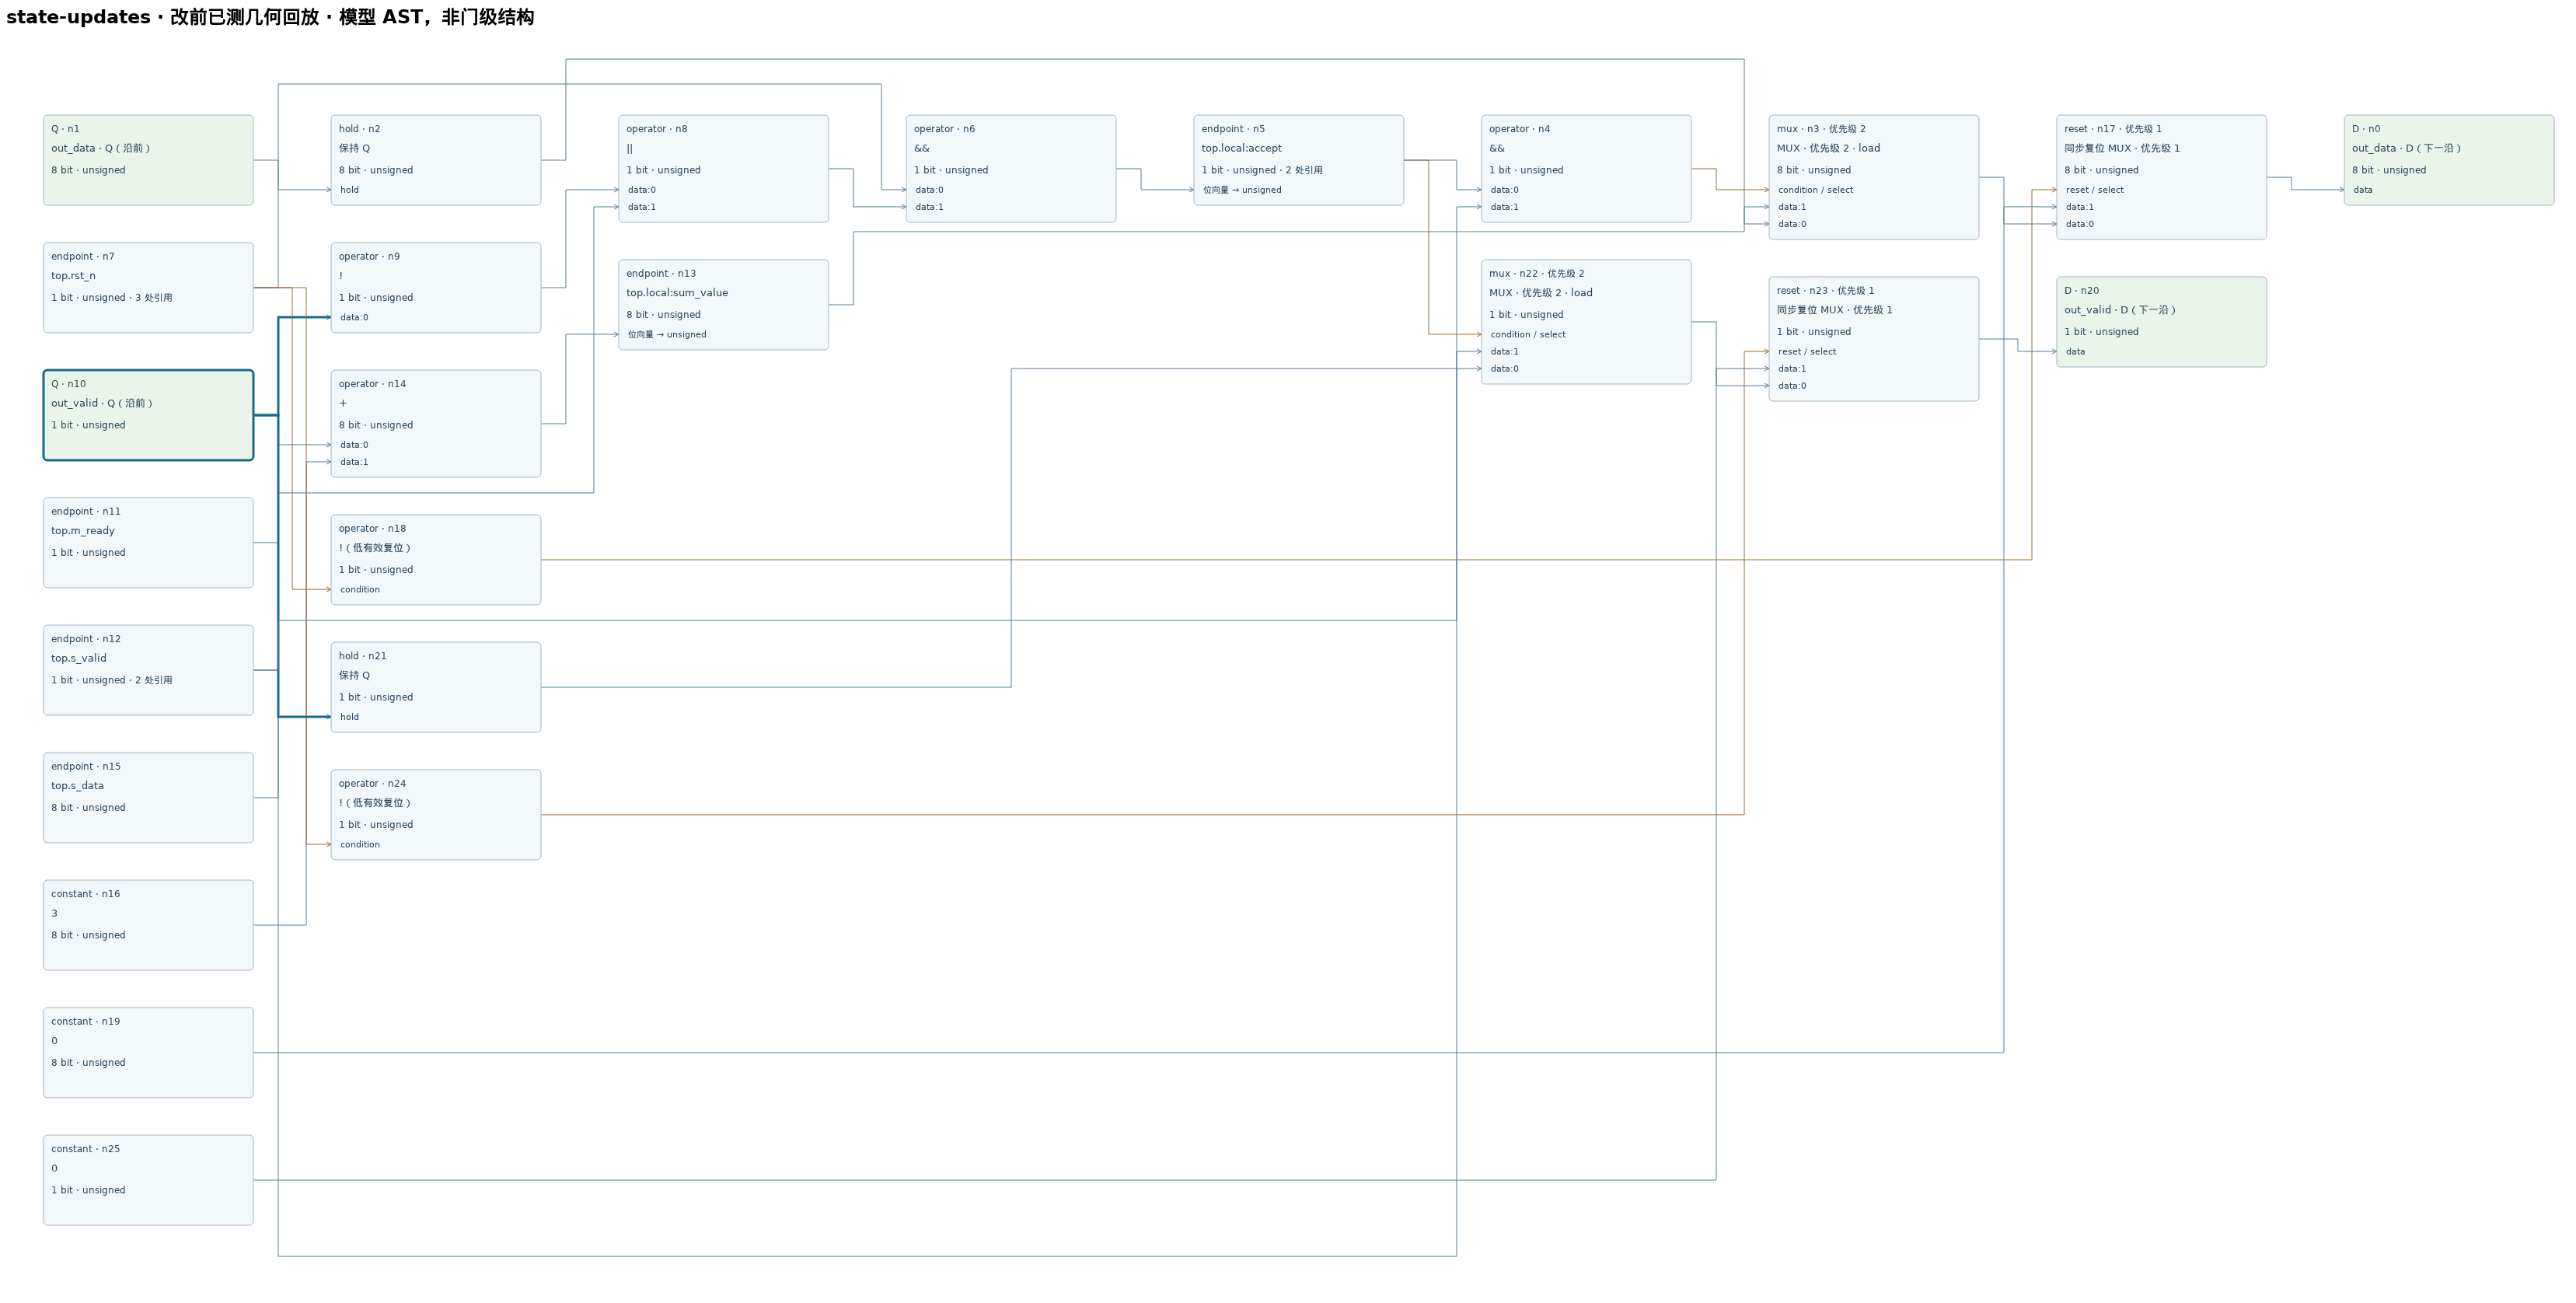 state-updates · 改前已测几何回放 · 模型 AST，非门级结构
Q · n1
out_data · Q（沿前）
8 bit · unsigned
endpoint · n7
top.rst_n
1 bit · unsigned · 3 处引用
Q · n10
out_valid · Q（沿前）
1 bit · unsigned
endpoint · n11
top.m_ready
1 bit · unsigned
endpoint · n12
top.s_valid
1 bit · unsigned · 2 处引用
endpoint · n15
top.s_data
8 bit · unsigned
constant · n16
3
8 bit · unsigned
constant · n19
0
8 bit · unsigned
constant · n25
0
1 bit · unsigned
hold · n2
保持 Q
8 bit · unsigned
hold
operator · n9
!
1 bit · unsigned
data:0
operator · n14
+
8 bit · unsigned
data:0
data:1
operator · n18
!（低有效复位）
1 bit · unsigned
condition
hold · n21
保持 Q
1 bit · unsigned
hold
operator · n24
!（低有效复位）
1 bit · unsigned
condition
operator · n8
||
1 bit · unsigned
data:0
data:1
endpoint · n13
top.local:sum_value
8 bit · unsigned
位向量 → unsigned
operator · n6
&&
1 bit · unsigned
data:0
data:1
endpoint · n5
top.local:accept
1 bit · unsigned · 2 处引用
位向量 → unsigned
operator · n4
&&
1 bit · unsigned
data:0
data:1
mux · n22 · 优先级 2
MUX · 优先级 2 · load
1 bit · unsigned
condition / select
data:1
data:0
mux · n3 · 优先级 2
MUX · 优先级 2 · load
8 bit · unsigned
condition / select
data:1
data:0
reset · n23 · 优先级 1
同步复位 MUX · 优先级 1
1 bit · unsigned
reset / select
data:1
data:0
reset · n17 · 优先级 1
同步复位 MUX · 优先级 1
8 bit · unsigned
reset / select
data:1
data:0
D · n20
out_valid · D（下一沿）
1 bit · unsigned
data
D · n0
out_data · D（下一沿）
8 bit · unsigned
data